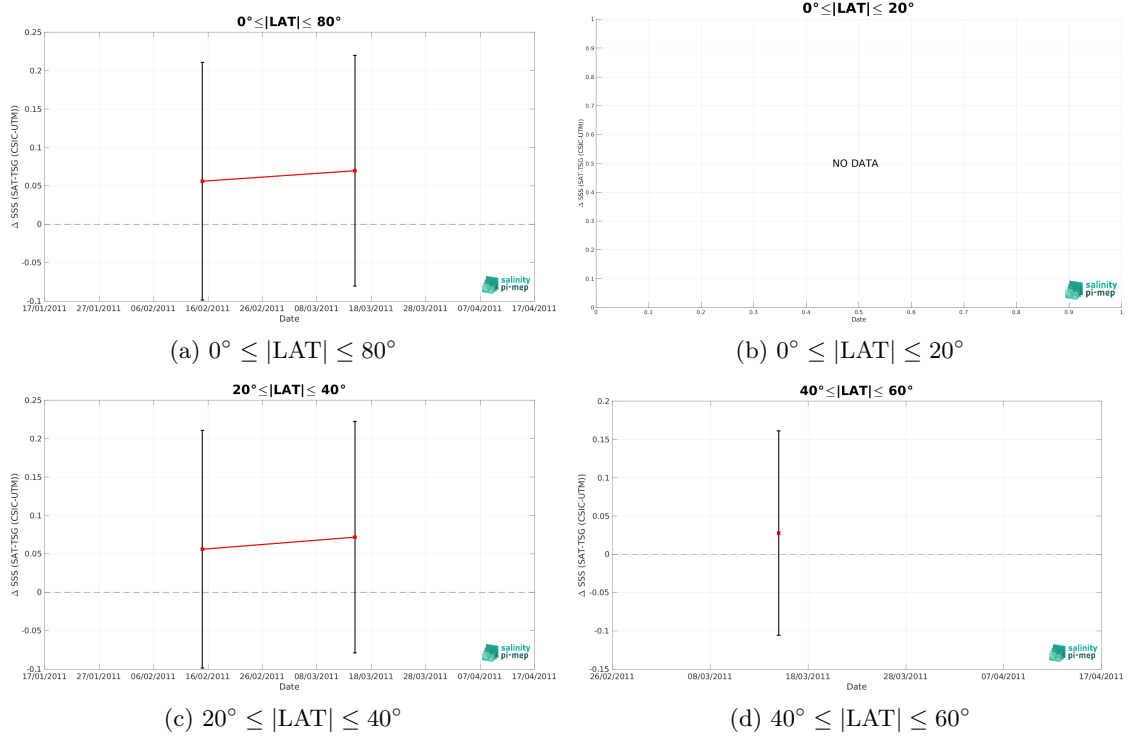 0°≤|LAT|≤ 80°
Δ SSS (SAT-TSG (CSIC-UTM))
0.25
0.2
0.15
0.1
0.05
0
-0.05
-0.1
17/01/2011 27/01/2011 06/02/2011 16/02/2011 26/02/2011 08/03/2011 18/03/2011 28/03/2011 07/04/2011 17/04/2011
Date
salinity
pi-mep
(a) 0° ≤ |LAT| ≤ 80°
0°≤|LAT|≤ 20°
Δ SSS (SAT-TSG (CSIC-UTM))
1
0.9
0.8
0.7
0.6
0.5
0.4
0.3
0.2
0.1
0
NO DATA
0 0.1 0.2 0.3 0.4 0.5 0.6 0.7 0.8 0.9 1
Date
salinity
pi-mep
(b) 0° ≤ |LAT| ≤ 20°
20°≤|LAT|≤ 40°
Δ SSS (SAT-TSG (CSIC-UTM))
0.25
0.2
0.15
0.1
0.05
0
-0.05
-0.1
17/01/2011 27/01/2011 06/02/2011 16/02/2011 26/02/2011 08/03/2011 18/03/2011 28/03/2011 07/04/2011 17/04/2011
Date
salinity
pi-mep
(c) 20° ≤ |LAT| ≤ 40°
40°≤|LAT|≤ 60°
Δ SSS (SAT-TSG (CSIC-UTM))
0.2
0.15
0.1
0.05
0
-0.05
-0.1
-0.15
26/02/2011 08/03/2011 18/03/2011 28/03/2011 07/04/2011 17/04/2011
Date
salinity
pi-mep
(d) 40° ≤ |LAT| ≤ 60°